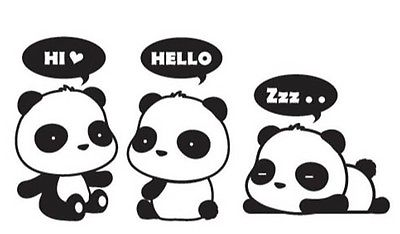 HI ♥
HELLO
Zzz . .